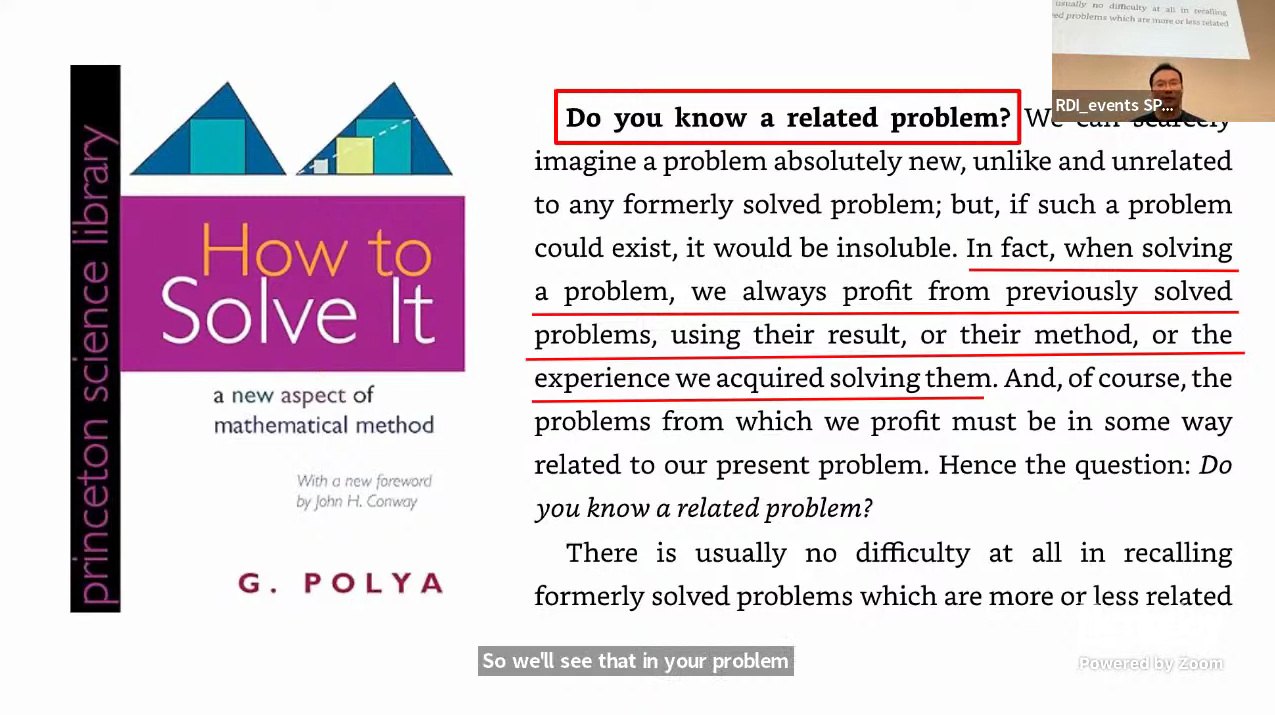 usually no difficulty at all in recalling
ed problems which are more or less related
RDI_events SP...
princeton science library
How to
Solve It
a new aspect of
mathematical method
With a new foreword
by John H. Conway
G. POLYA
Do you know a related problem? We can scarcely
imagine a problem absolutely new, unlike and unrelated
to any formerly solved problem; but, if such a problem
could exist, it would be insoluble. In fact, when solving
a problem, we always profit from previously solved
problems, using their result, or their method, or the
experience we acquired solving them. And, of course, the
problems from which we profit must be in some way
related to our present problem. Hence the question: Do
you know a related problem?
There is usually no difficulty at all in recalling
formerly solved problems which are more or less related
So we'll see that in your problem
Powered by Zoom